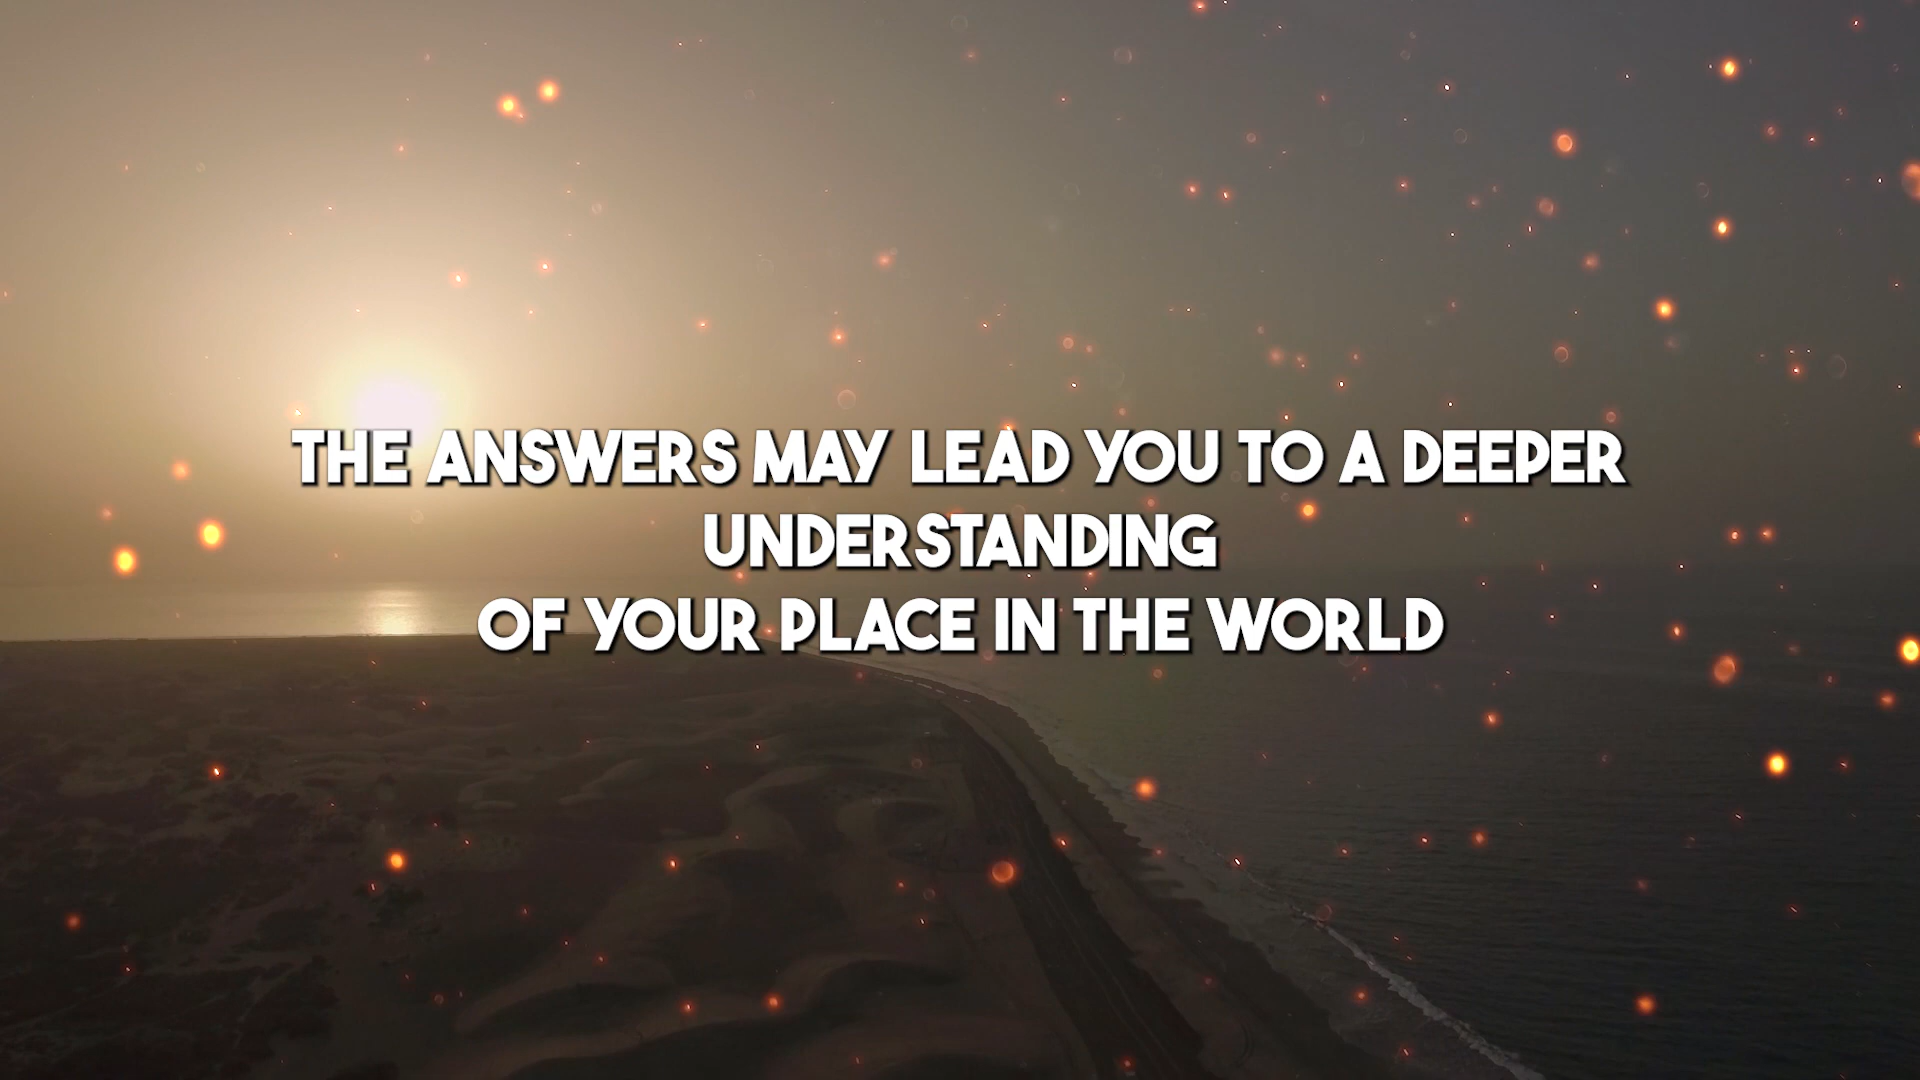 THE ANSWERS MAY LEAD YOU TO A DEEPER
UNDERSTANDING
OF YOUR PLACE IN THE WORLD